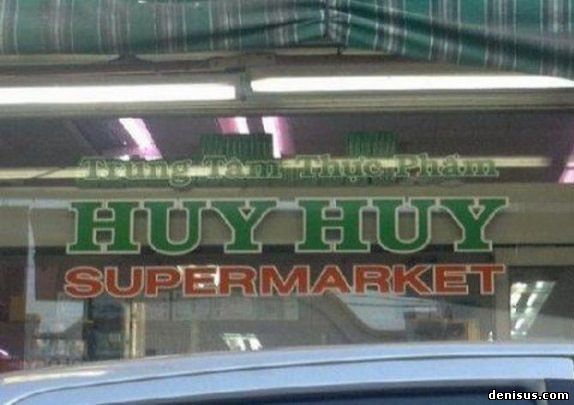 Trung Tâm Thực Phẩm
HUY HUY
SUPERMARKET
denisus.com